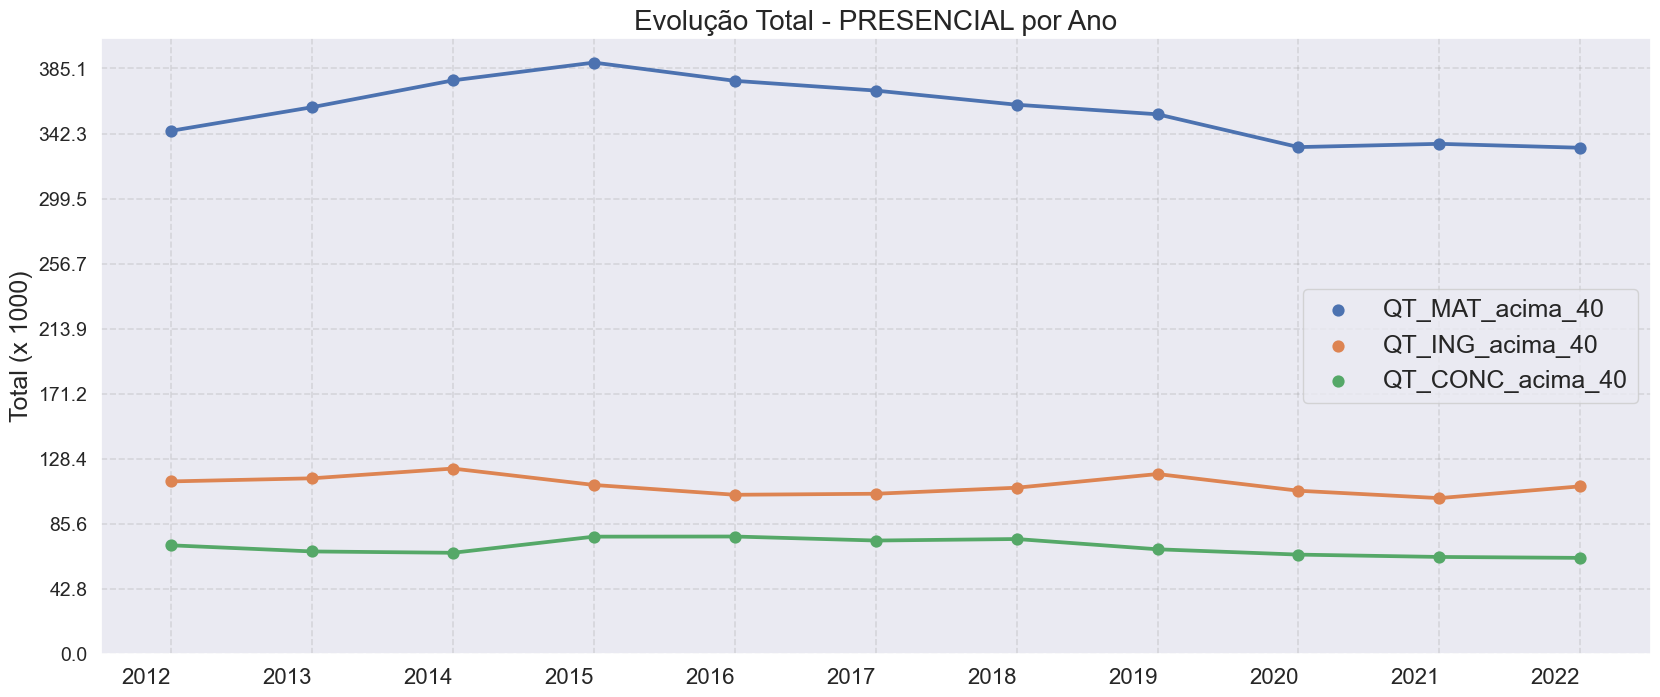 Evolução Total - PRESENCIAL por Ano
Total (x 1000)
385.1
342.3
299.5
256.7
213.9
171.2
128.4
85.6
42.8
0.0
QT_MAT_acima_40
QT_ING_acima_40
QT_CONC_acima_40
2012 2013 2014 2015 2016 2017 2018 2019 2020 2021 2022